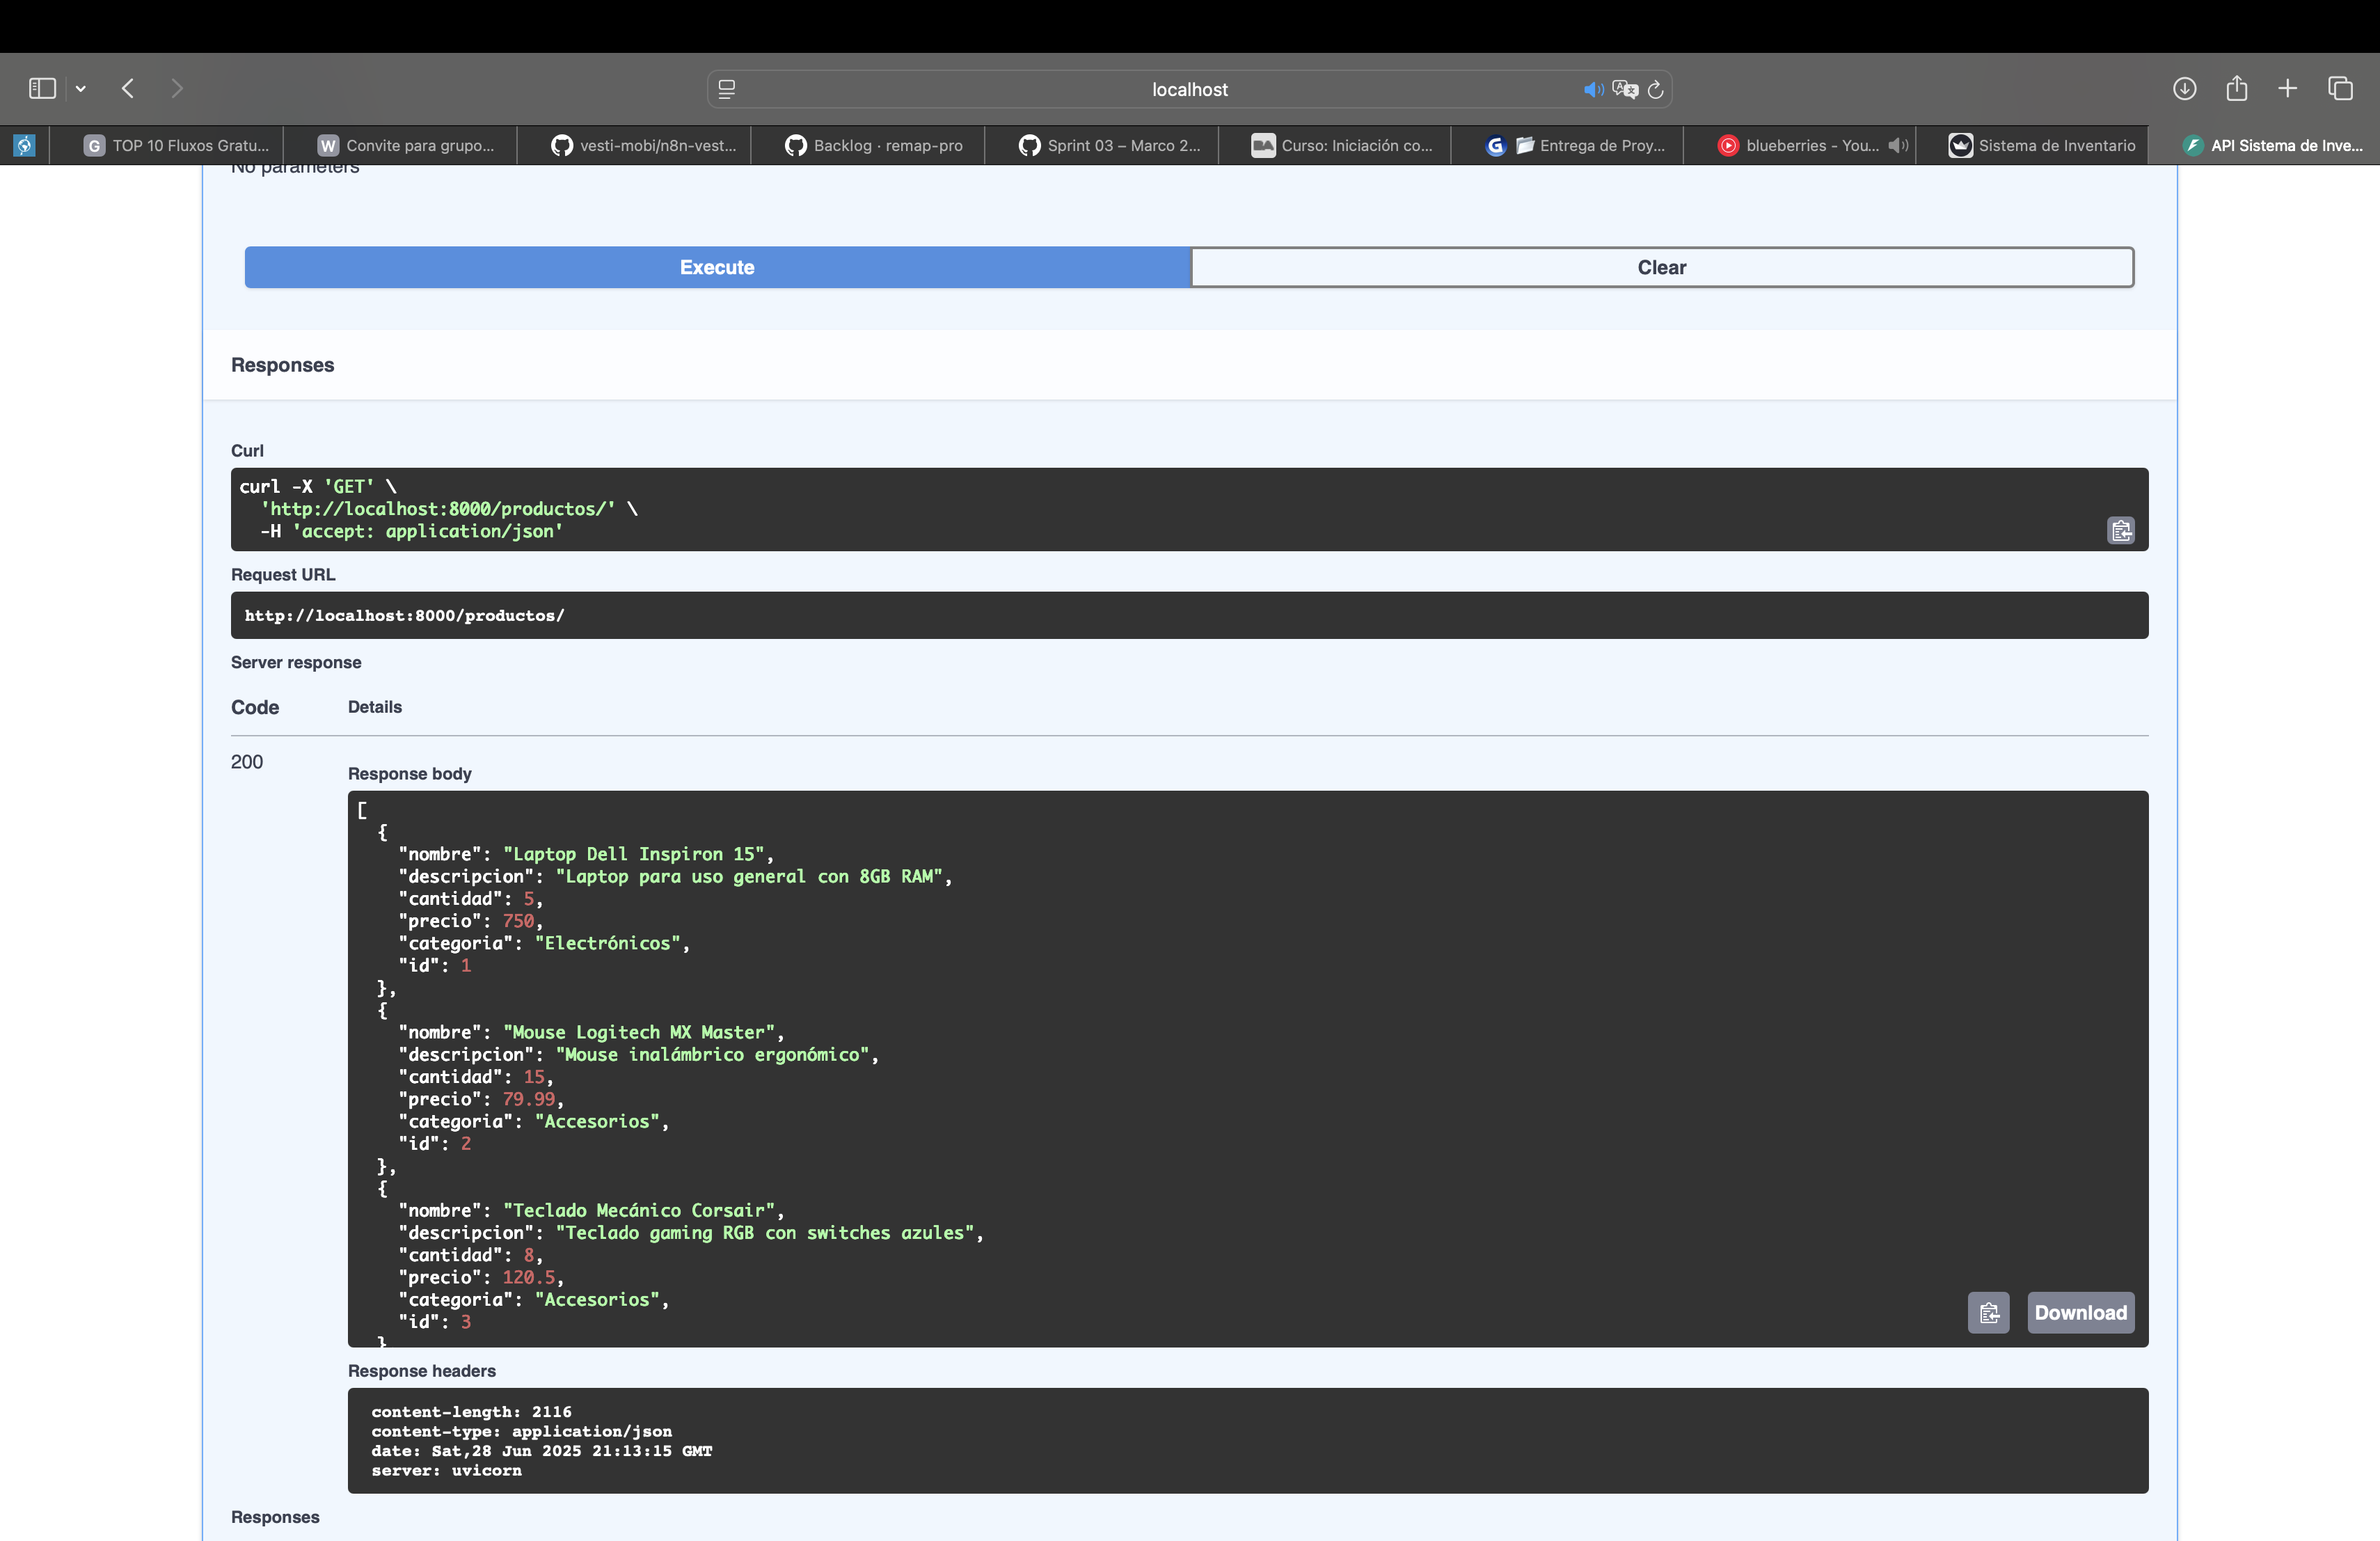 localhost
TOP 10 Fluxos Gratu...
Convite para grupo...
vesti-mobi/n8n-vest...
Backlog · remap-pro
Sprint 03 – Marco 2...
Curso: Iniciación co...
Entrega de Proy...
blueberries - You...
Sistema de Inventario
API Sistema de Inve...
No parameters
Execute
Clear
Responses
Curl
curl -X 'GET' \
'http://localhost:8000/productos/' \
-H 'accept: application/json'
Request URL
http://localhost:8000/productos/
Server response
Code Details
200
Response body
[
{
"nombre": "Laptop Dell Inspiron 15",
"descripcion": "Laptop para uso general con 8GB RAM",
"cantidad": 5,
"precio": 750,
"categoria": "Electrónicos",
"id": 1
},
{
"nombre": "Mouse Logitech MX Master",
"descripcion": "Mouse inalámbrico ergonómico",
"cantidad": 15,
"precio": 79.99,
"categoria": "Accesorios",
"id": 2
},
{
"nombre": "Teclado Mecánico Corsair",
"descripcion": "Teclado gaming RGB con switches azules",
"cantidad": 8,
"precio": 120.5,
"categoria": "Accesorios",
"id": 3
}
Download
Response headers
content-length: 2116
content-type: application/json
date: Sat,28 Jun 2025 21:13:15 GMT
server: uvicorn
Responses